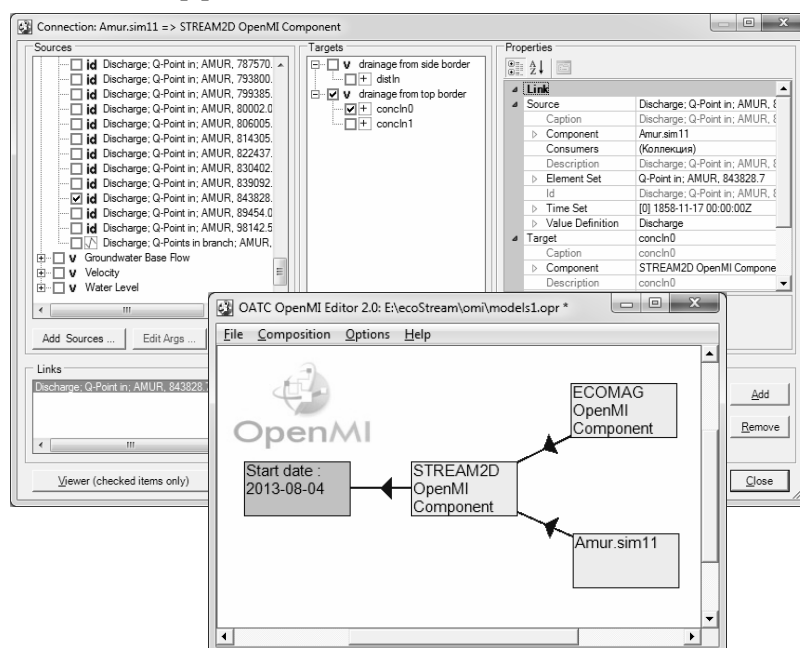 Connection: Amur.sim11 => STREAM2D OpenMI Component
Sources
id Discharge; Q-Point in; AMUR, 787570.
id Discharge; Q-Point in; AMUR, 793800.
id Discharge; Q-Point in; AMUR, 799385.
id Discharge; Q-Point in; AMUR, 80002.0
id Discharge; Q-Point in; AMUR, 806005.
id Discharge; Q-Point in; AMUR, 814305.
id Discharge; Q-Point in; AMUR, 822437.
id Discharge; Q-Point in; AMUR, 830402.
id Discharge; Q-Point in; AMUR, 839092.
id Discharge; Q-Point in; AMUR, 843828.
id Discharge; Q-Point in; AMUR, 89454.0
id Discharge; Q-Point in; AMUR, 98142.5
Discharge; Q-Points in branch; AMUR,
v Groundwater Base Flow
v Velocity
v Water Level
Add Sources ...
Edit Args ...
Links
Discharge; Q-Point in; AMUR, 843828.7
Viewer (checked items only)
Targets
v drainage from side border
distIn
v drainage from top border
concIn0
concIn1
Properties
Link
Source Discharge; Q-Point in; AMUR, 8
Caption Discharge; Q-Point in; AMUR, 8
Component Amur.sim11
Consumers (Коллекция)
Description Discharge; Q-Point in; AMUR, 8
Element Set Q-Point in; AMUR, 843828.7
Id Discharge; Q-Point in; AMUR, 8
Time Set [0] 1858-11-17 00:00:00Z
Value Definition Discharge
Target concIn0
Caption concIn0
Component STREAM2D OpenMI Compone
Description concIn0
Add
Remove
Close
OATC OpenMI Editor 2.0: E:\ecoStream\omi\models1.opr *
File Composition Options Help
OpenMI
Start date :
2013-08-04
STREAM2D
OpenMI
Component
ECOMAG
OpenMI
Component
Amur.sim11